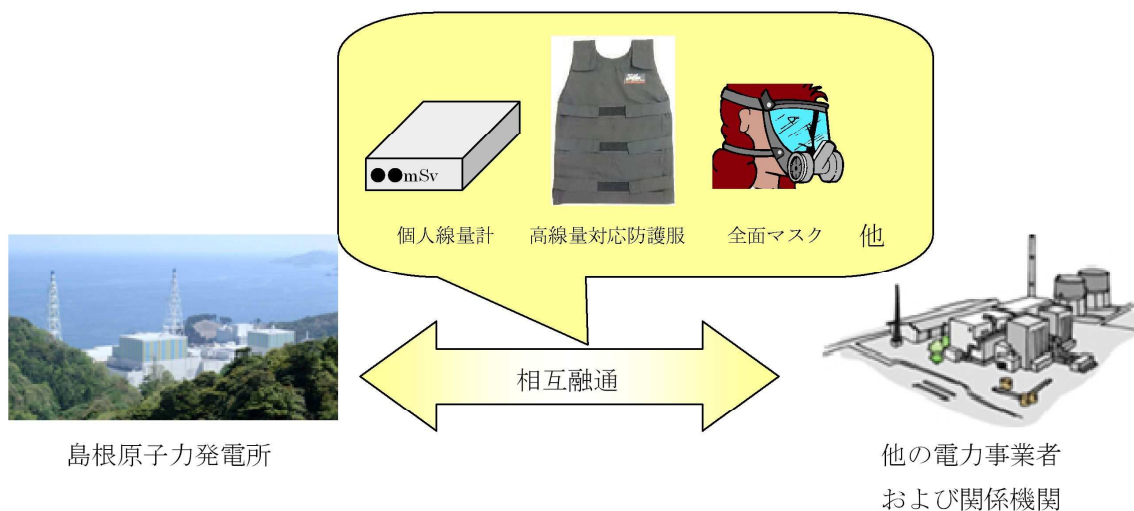 ●●mSv
個人線量計 高線量対応防護服 全面マスク 他
相互融通
島根原子力発電所
他の電力事業者
および関係機関